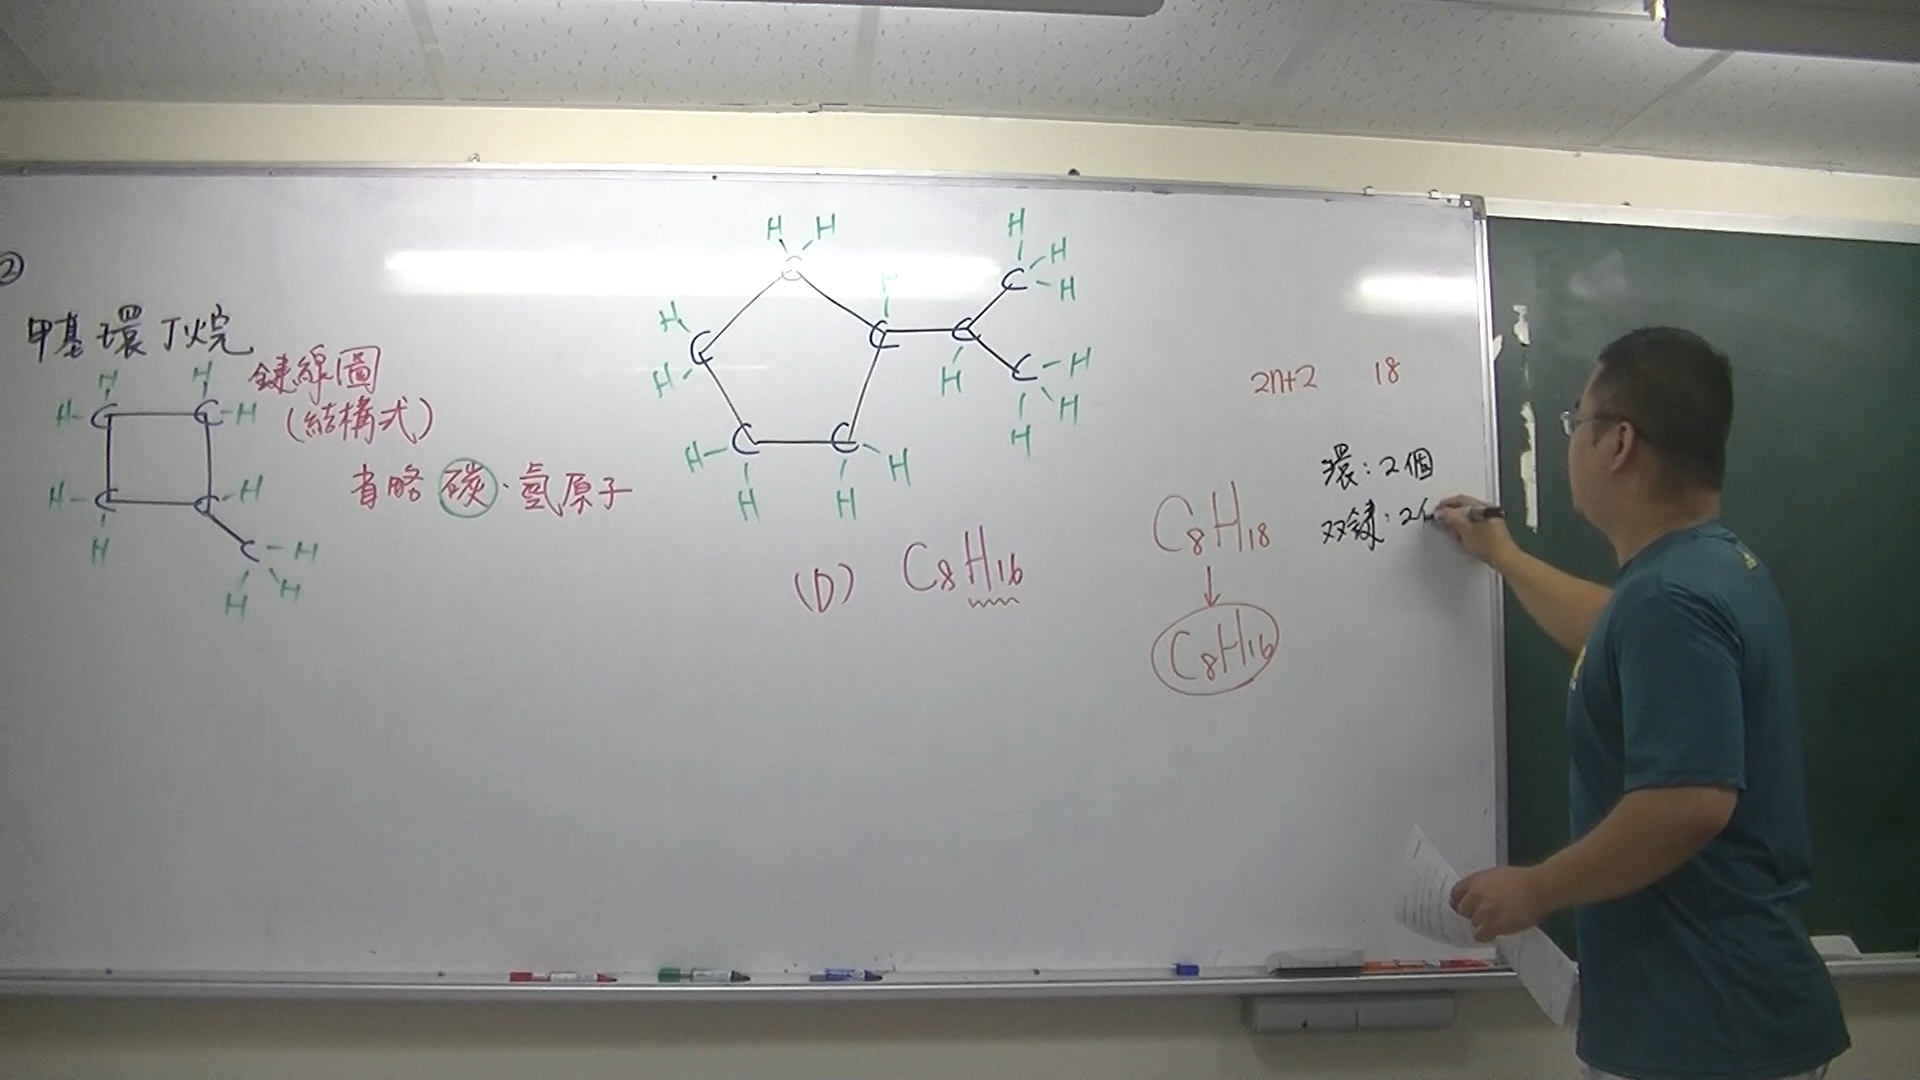 ②
甲基環丁烷
鍵線圖
(結構式)
省略碳·氫原子
H H
H-C C-H
H-C C-H
H C-H
H H
H H
C
H C H
H C C C H
H H
H-C C H C-H
H H H H H
(D) C8H16
2n+2 18
C8H18
↓
C8H16
環:2個
双鍵:2